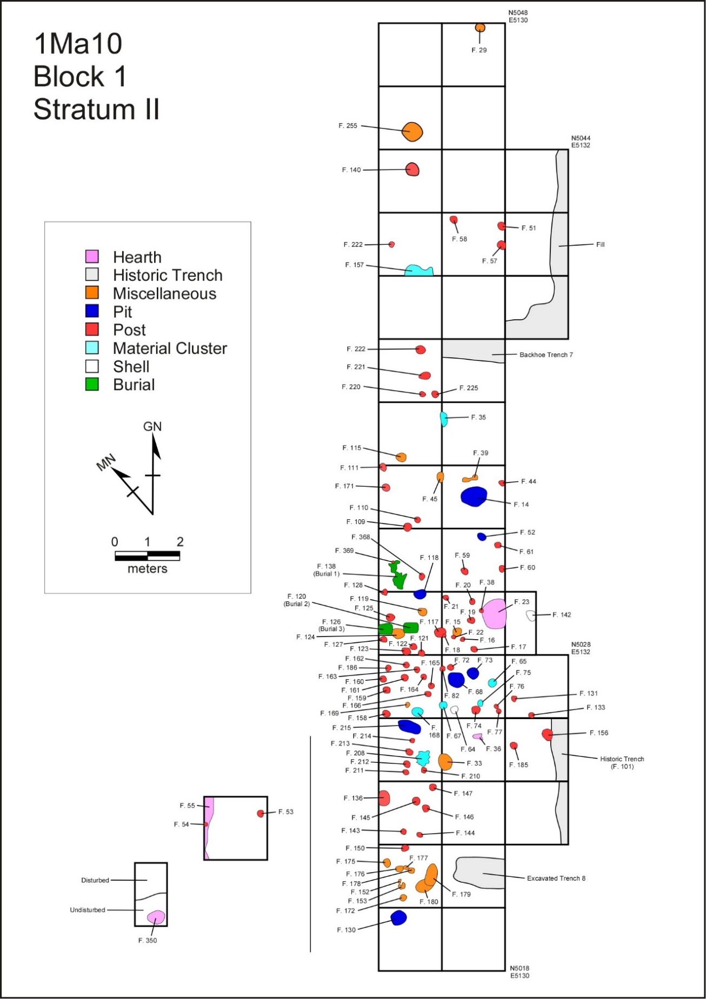 1Ma10
Block 1
Stratum II
N5048
E5130
F. 29
F. 255
N5044
E5132
F. 140
F. 58
F. 51
F. 222
F. 57
Fill
F. 157
Hearth
Historic Trench
Miscellaneous
Pit
Post
Material Cluster
Shell
Burial
GN
MN
0 1 2
meters
F. 222
Backhoe Trench 7
F. 221
F. 220
F. 225
F. 35
F. 115
F. 39
F. 111
F. 171
F. 44
F. 45
F. 14
F. 110
F. 109
F. 52
F. 368
F. 369
F. 61
F. 118
F. 59
F. 138
(Burial 1)
F. 60
F. 128
F. 20
F. 38
F. 120
(Burial 2)
F. 119
F. 21
F. 23
F. 125
F. 19
F. 142
F. 126
(Burial 3)
F. 117
F. 15
F. 124
F. 22
F. 127
F. 122
F. 121
F. 16
F. 123
F. 18
F. 17
N5028
E5132
F. 162
F. 165
F. 72
F. 73
F. 65
F. 186
F. 163
F. 75
F. 160
F. 161
F. 164
F. 68
F. 76
F. 159
F. 82
F. 131
F. 166
F. 169
F. 133
F. 158
F. 74
F. 215
F.
168
F. 67
F. 77
F. 156
F. 214
F. 213
F. 64
F. 36
F. 208
F. 212
F. 33
F. 185
Historic Trench
(F. 101)
F. 211
F. 210
F. 136
F. 147
F. 55
F. 53
F. 145
F. 146
F. 54
F. 143
F. 144
F. 150
F. 175
F. 177
F. 176
F. 178
Excavated Trench 8
Disturbed
F. 152
F. 179
F. 153
F. 180
Undisturbed
F. 172
F. 130
F. 350
N5018
E5130